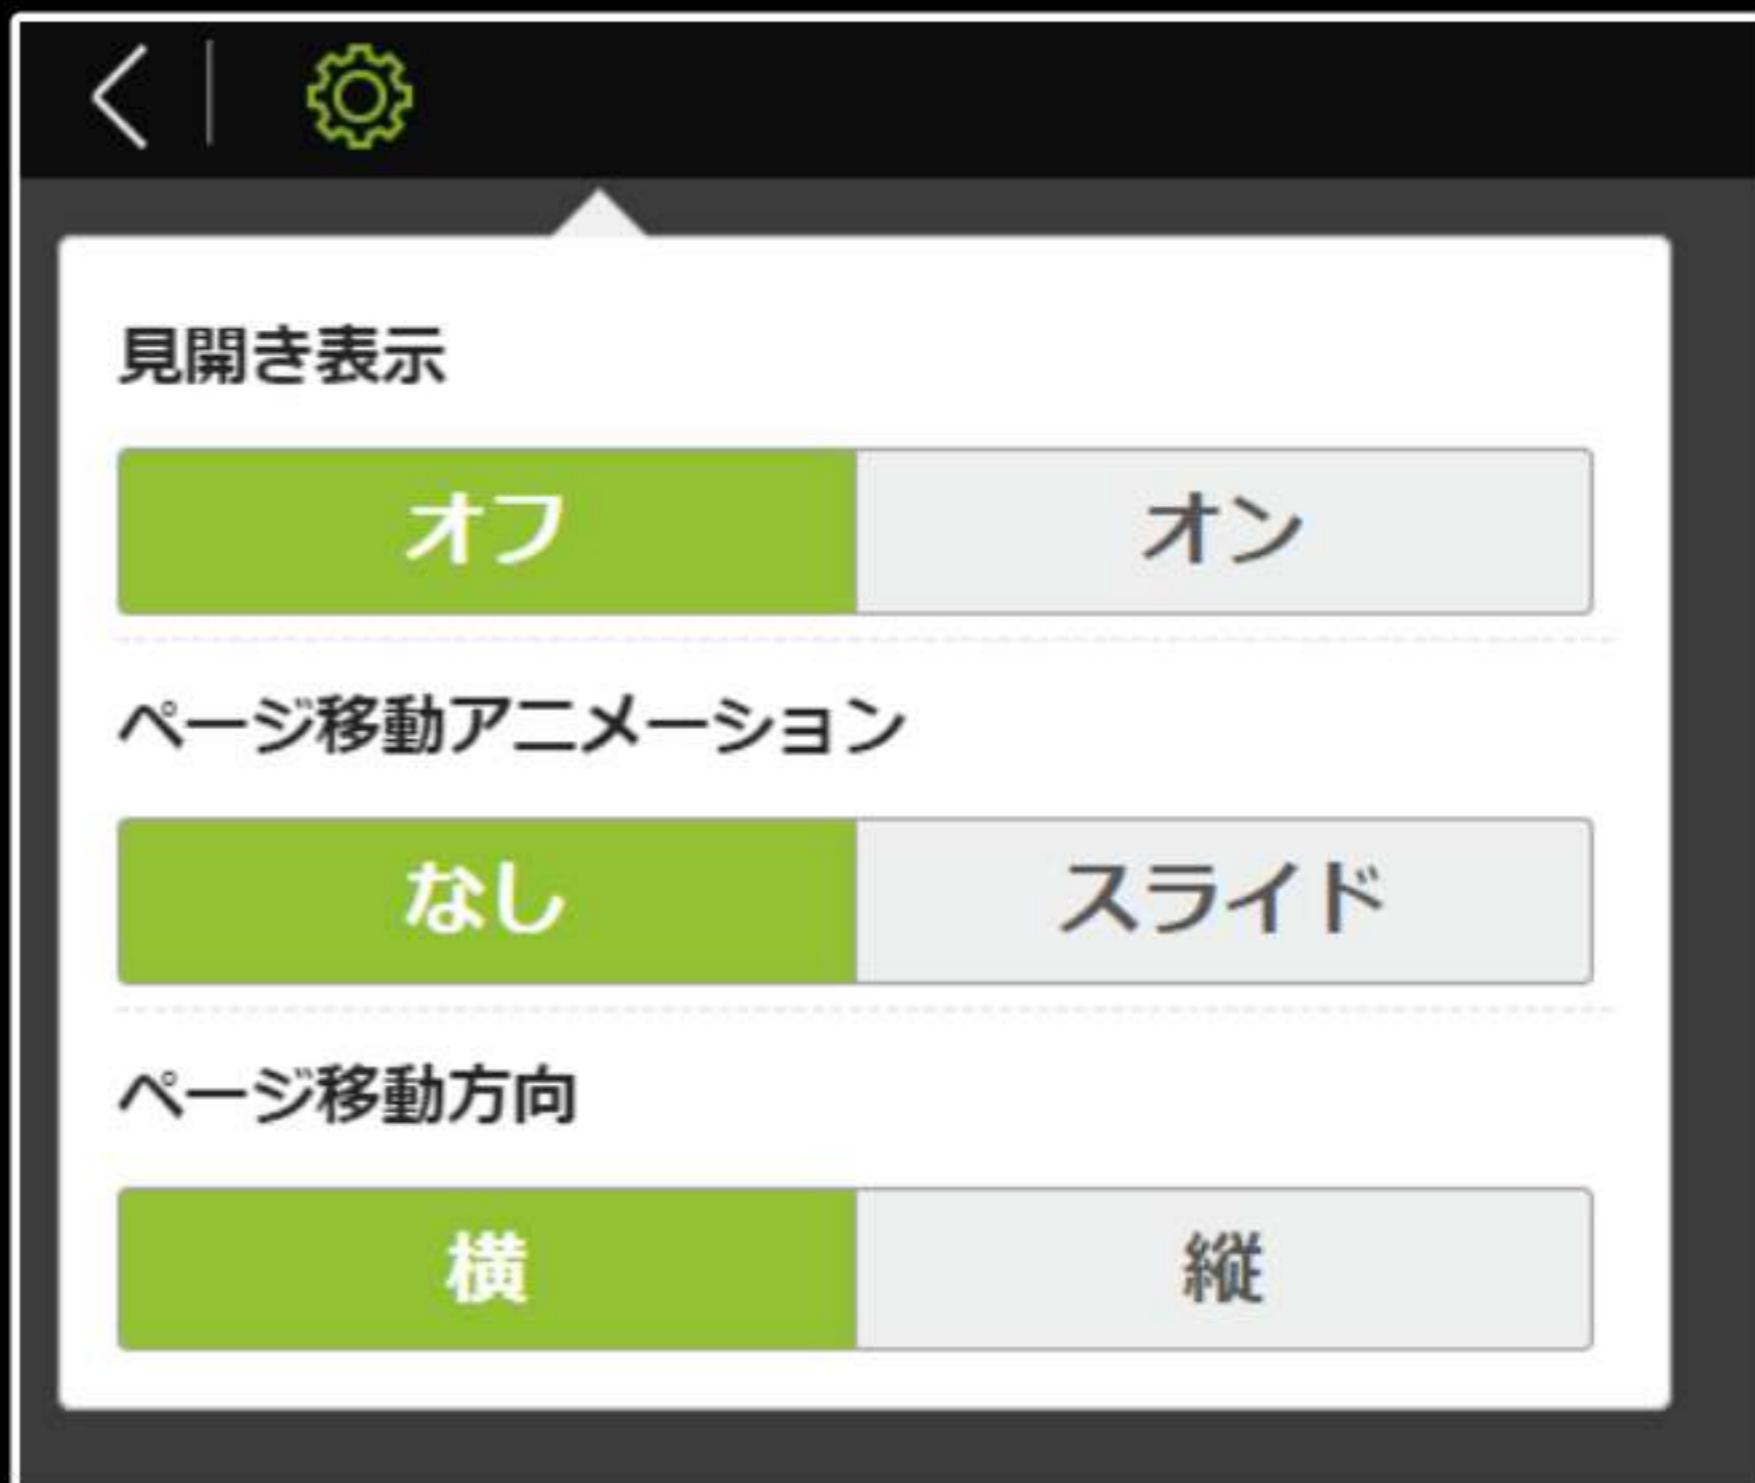 見開き表示
オフ オン
ページ移動アニメーション
なし スライド
ページ移動方向
横 縦